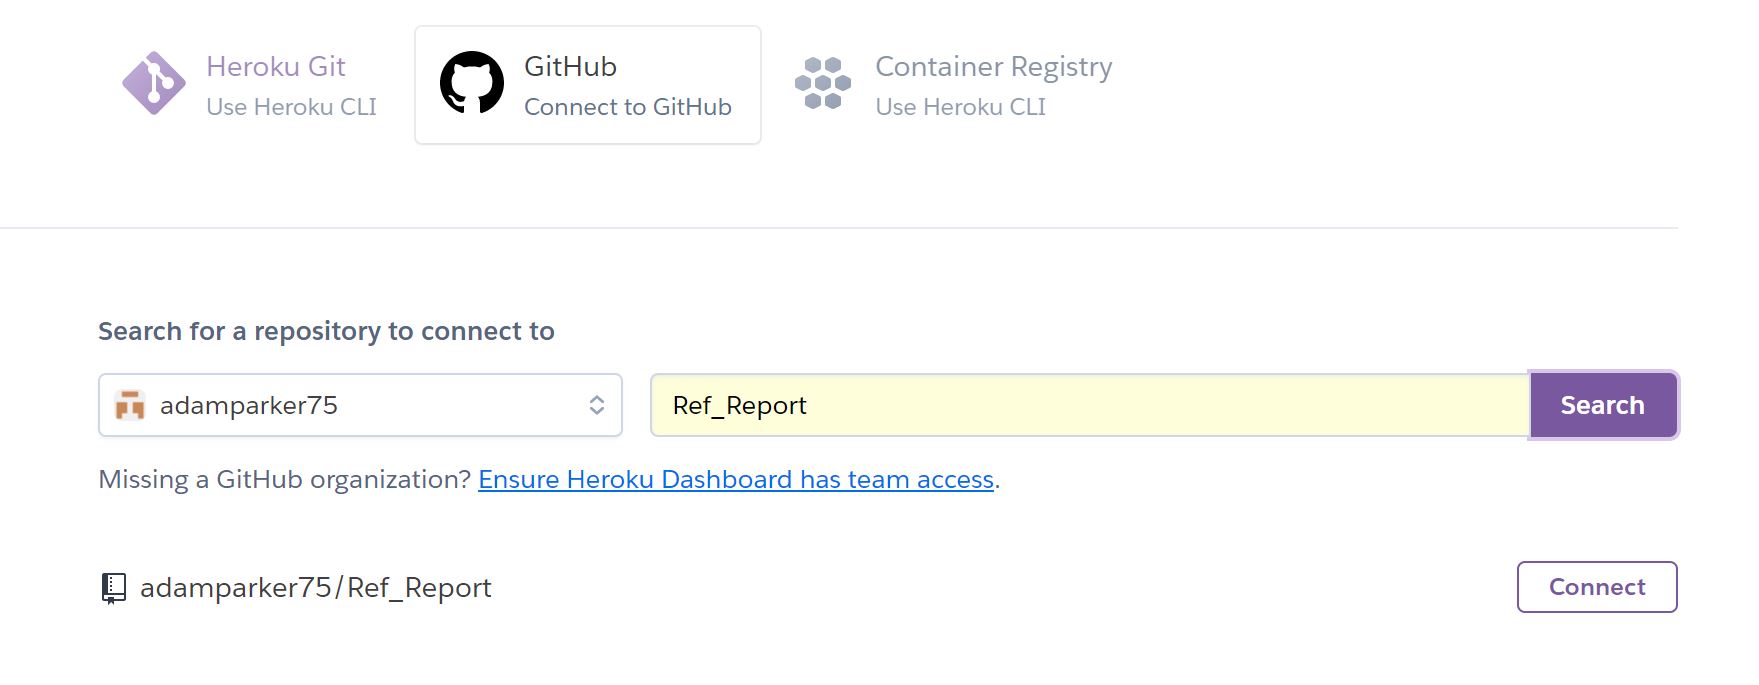 Heroku Git
Use Heroku CLI
GitHub
Connect to GitHub
Container Registry
Use Heroku CLI
Search for a repository to connect to
adamparker75
Ref_Report
Search
Missing a GitHub organization? Ensure Heroku Dashboard has team access.
adamparker75/Ref_Report
Connect